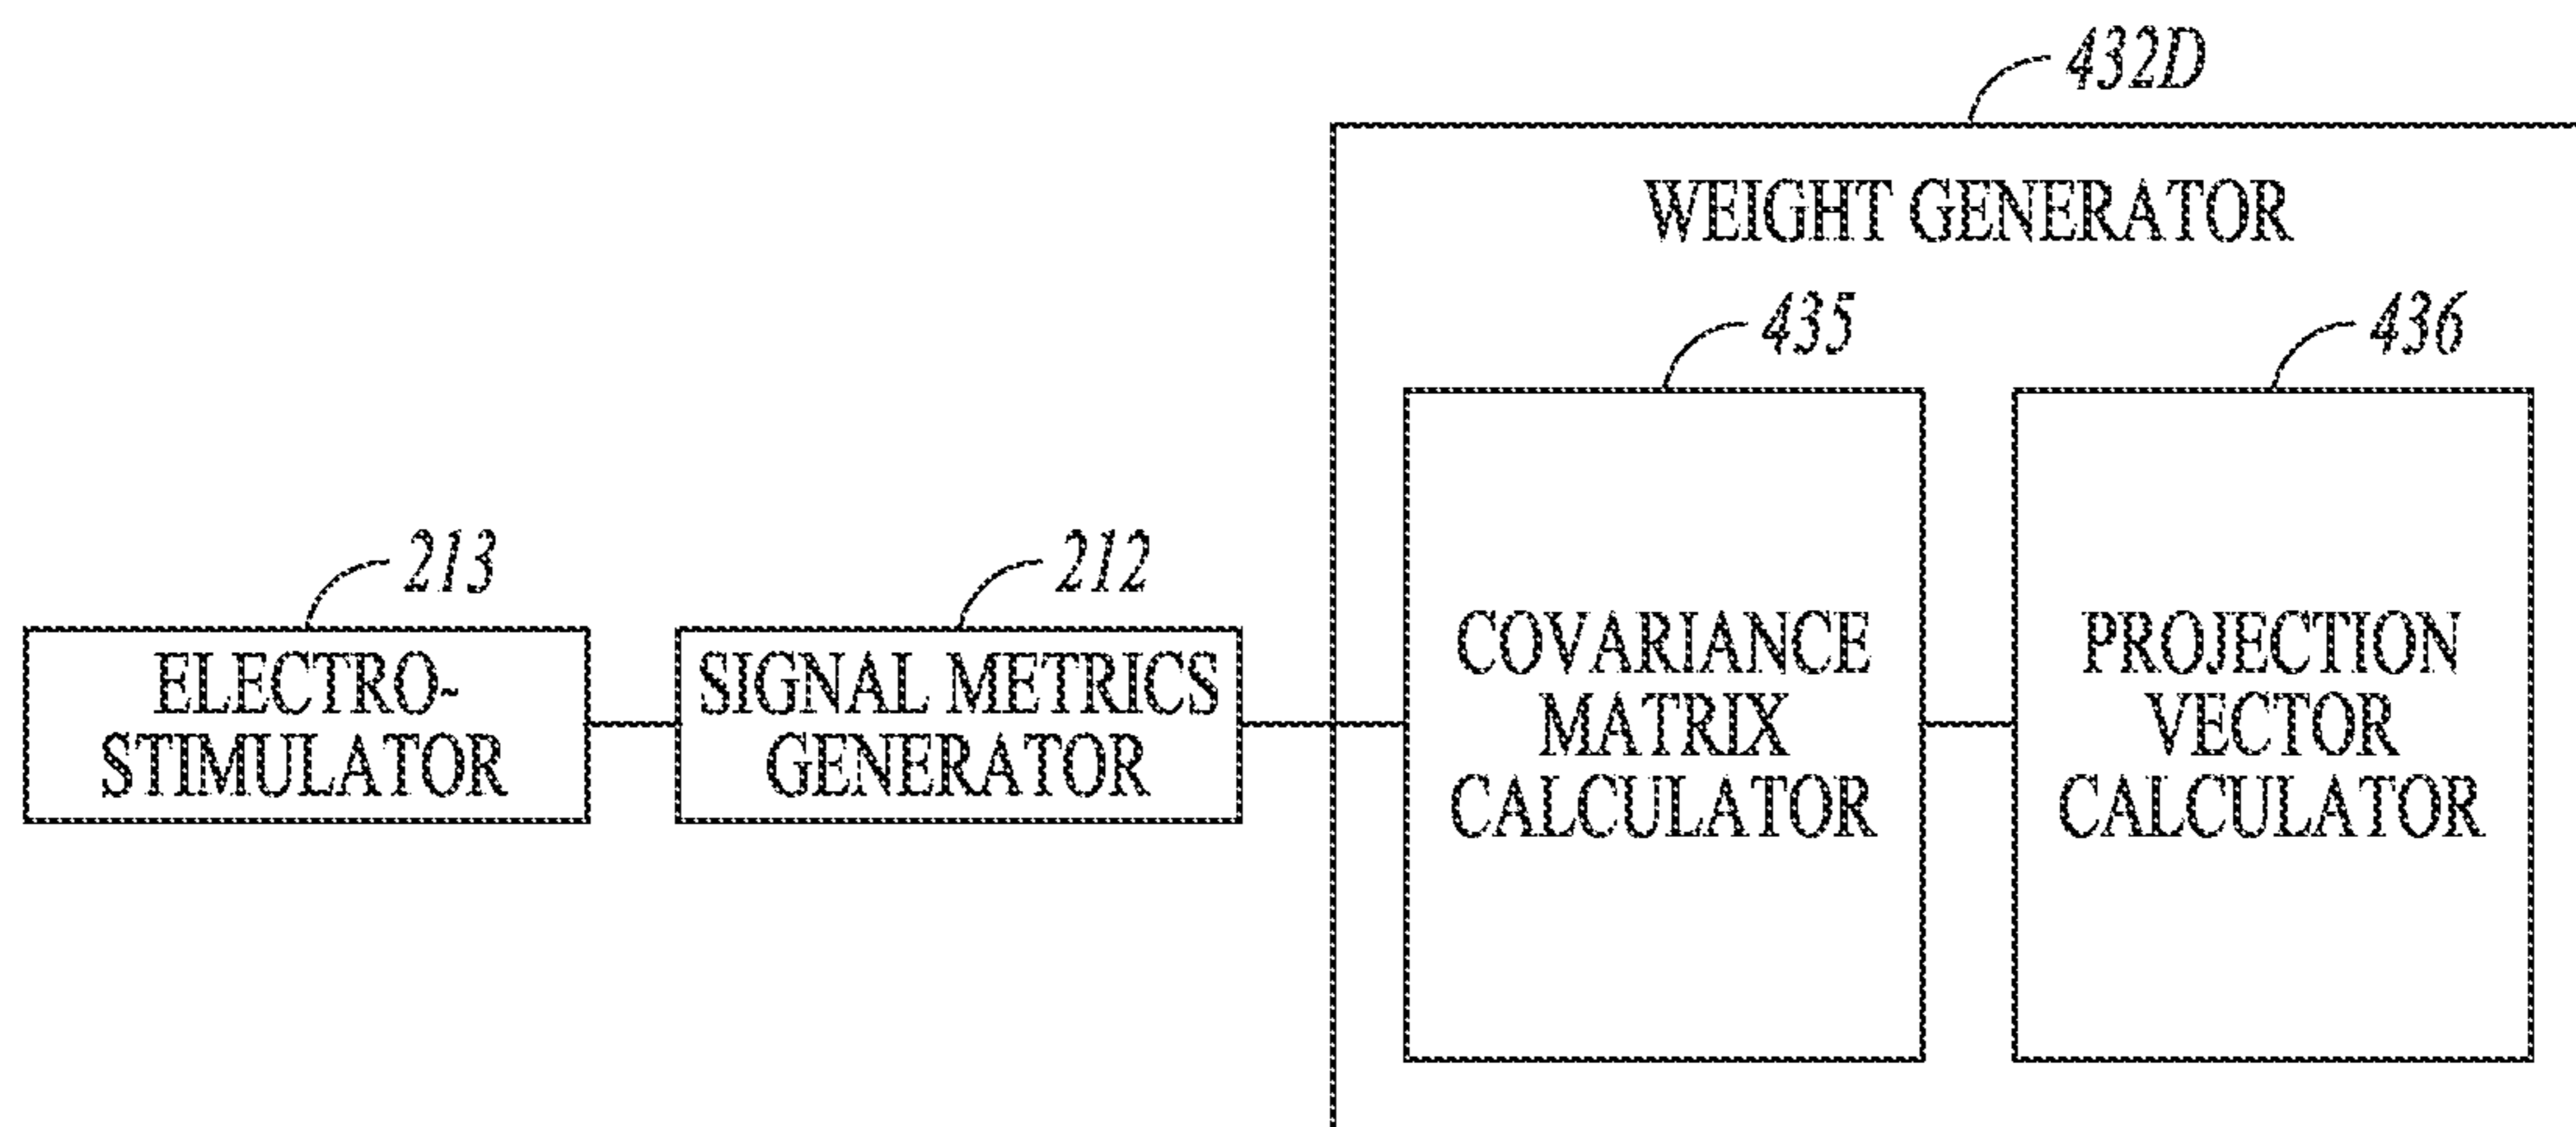 432D
WEIGHT GENERATOR
435
436
213
212
ELECTRO-
STIMULATOR
SIGNAL METRICS
GENERATOR
COVARIANCE
MATRIX
CALCULATOR
PROJECTION
VECTOR
CALCULATOR